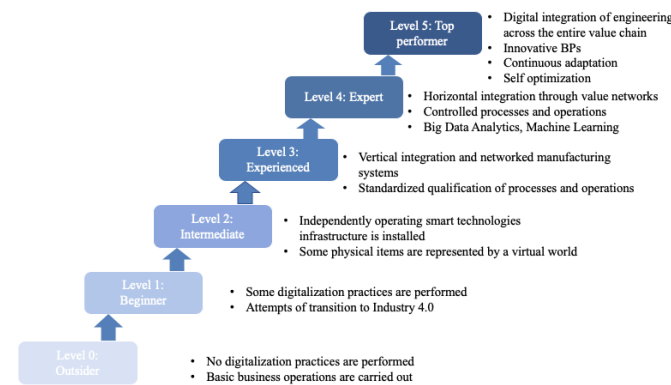 Level 5: Top
performer
• Digital integration of engineering
across the entire value chain
• Innovative BPs
• Continuous adaptation
• Self optimization
Level 4: Expert
• Horizontal integration through value networks
• Controlled processes and operations
• Big Data Analytics, Machine Learning
Level 3:
Experienced
• Vertical integration and networked manufacturing
systems
• Standardized qualification of processes and operations
Level 2:
Intermediate
• Independently operating smart technologies
infrastructure is installed
• Some physical items are represented by a virtual world
Level 1:
Beginner
• Some digitalization practices are performed
• Attempts of transition to Industry 4.0
Level 0:
Outsider
• No digitalization practices are performed
• Basic business operations are carried out